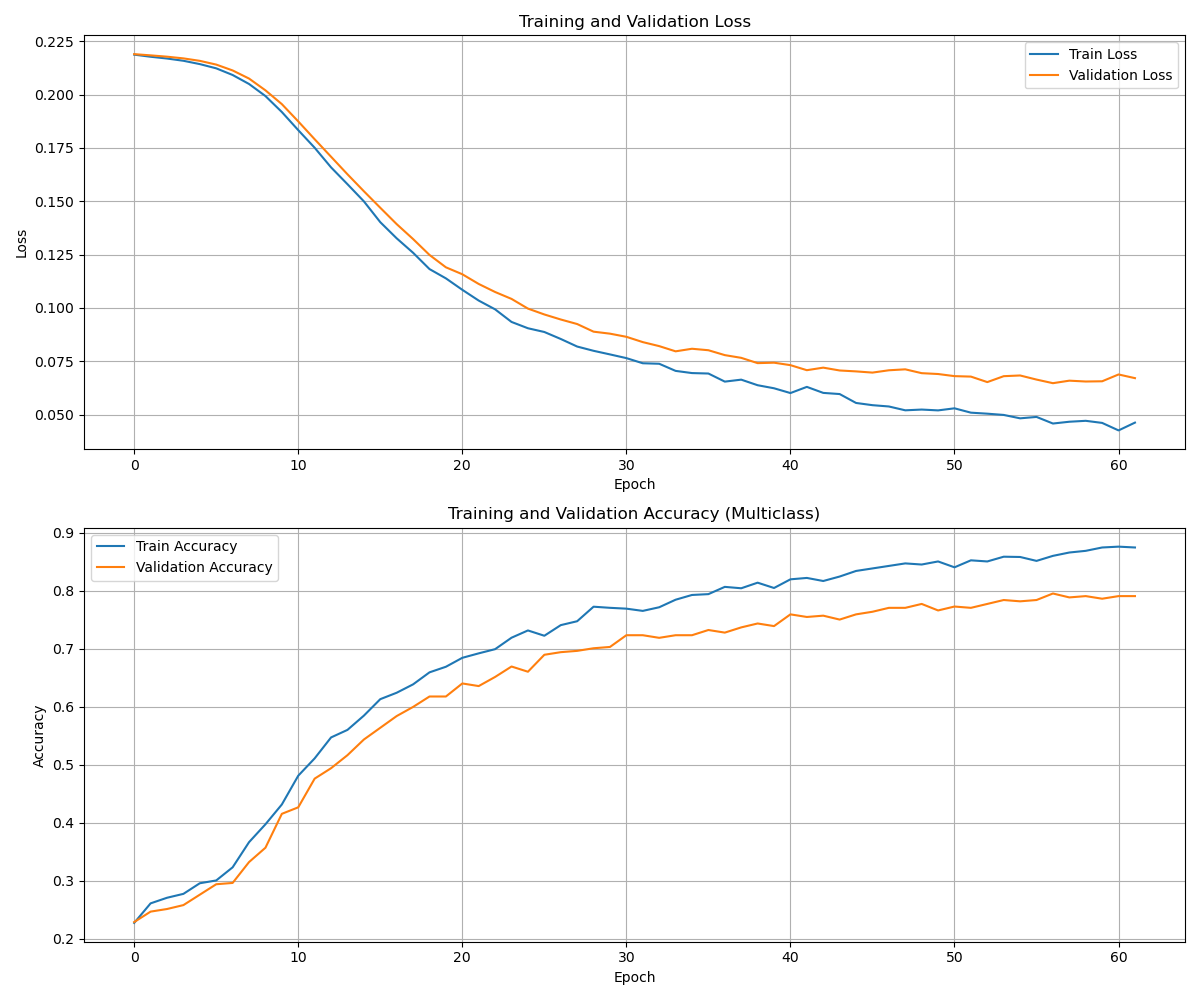 Training and Validation Loss
0.225
0.200
0.175
0.150
0.125
0.100
0.075
0.050
Loss
Train Loss
Validation Loss
0 10 20 30 40 50 60
Epoch
Training and Validation Accuracy (Multiclass)
0.9
0.8
0.7
0.6
0.5
0.4
0.3
0.2
Accuracy
Train Accuracy
Validation Accuracy
0 10 20 30 40 50 60
Epoch